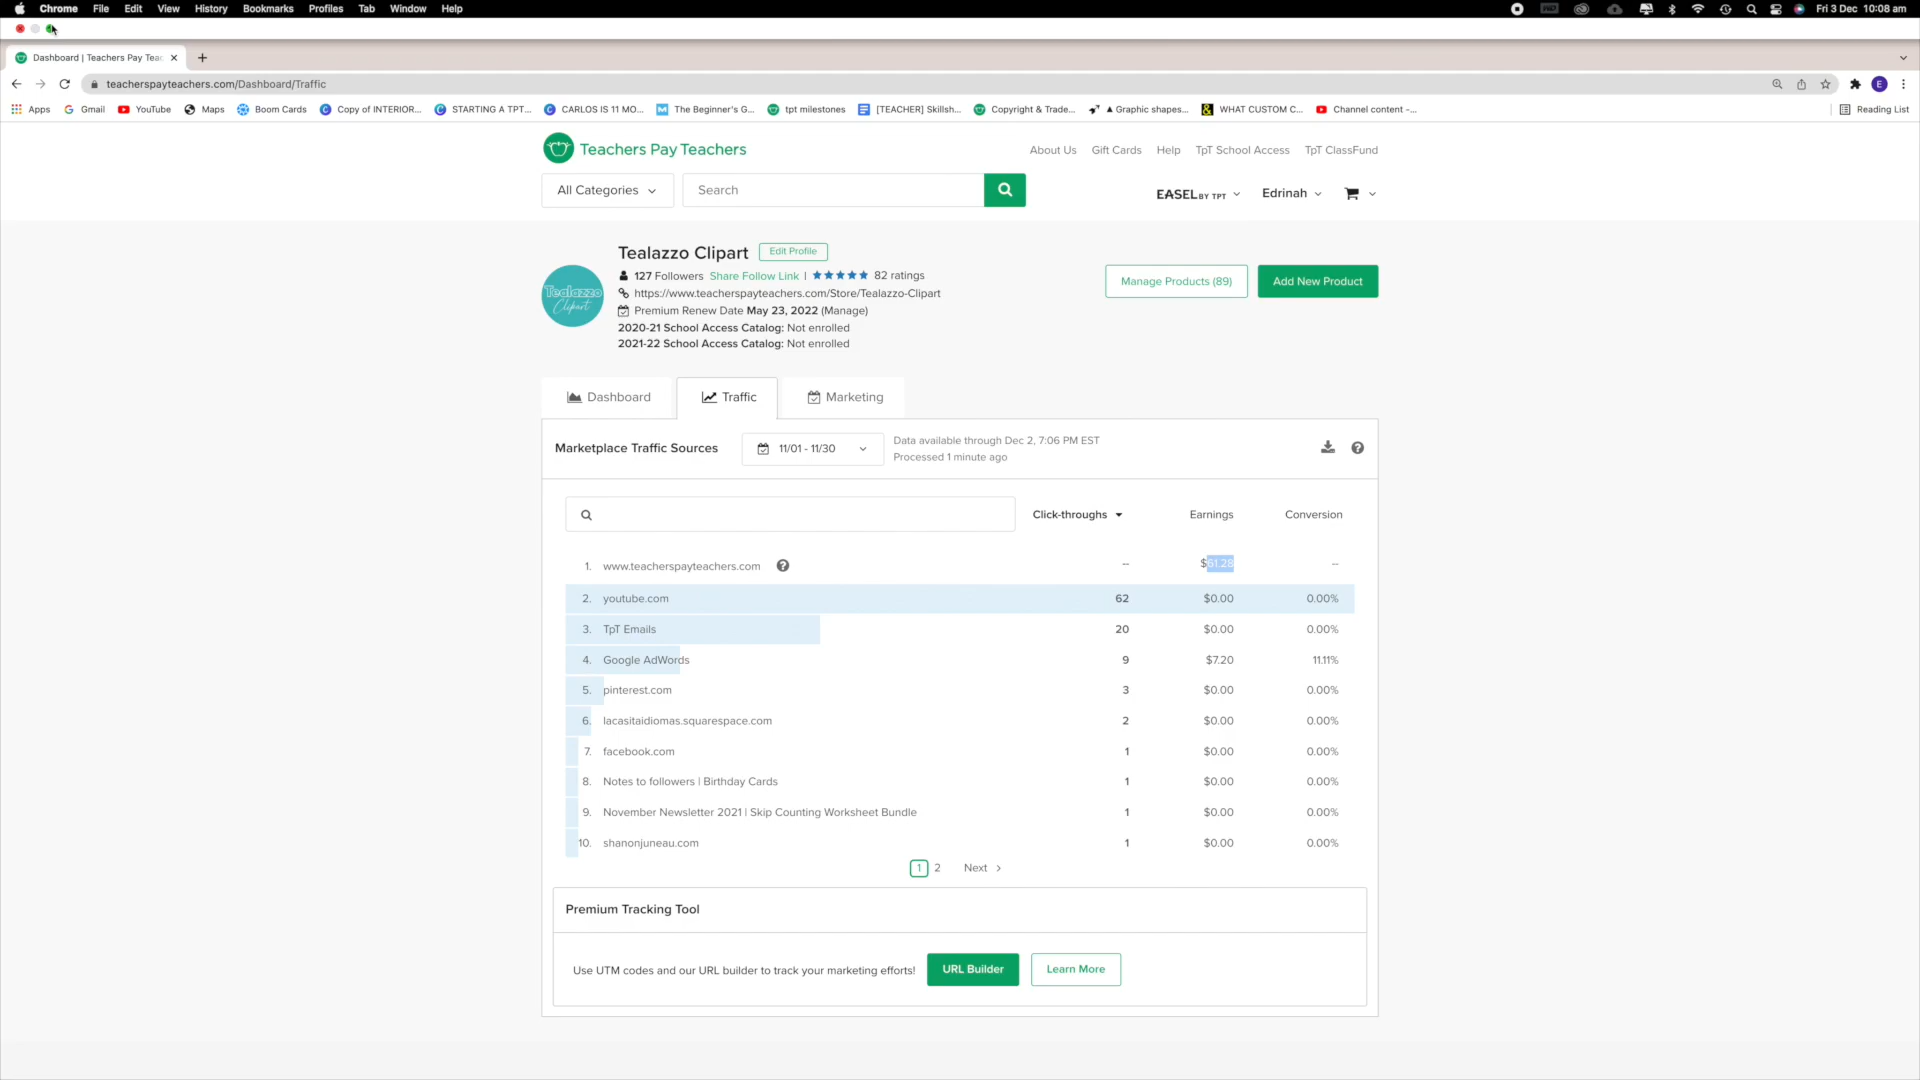 Chrome File Edit View History Bookmarks Profiles Tab Window Help Fri 3 Dec 10:08 am
Dashboard | Teachers Pay Teac
teacherspayteachers.com/Dashboard/Traffic E
Apps Gmail YouTube Maps Boom Cards Copy of INTERIOR... STARTING A TPT... CARLOS IS 11 MO... The Beginner's G... tpt milestones [TEACHER] Skillsh... Copyright & Trade... ▲ Graphic shapes... WHAT CUSTOM C... Channel content -... Reading List
Teachers Pay Teachers
About Us Gift Cards Help TpT School Access TpT ClassFund
All Categories Search
EASEL BY TPT Edrinah
Tealazzo Clipart Edit Profile
127 Followers Share Follow Link | 82 ratings
Tealazzo
Clipart
https://www.teacherspayteachers.com/Store/Tealazzo-Clipart
Premium Renew Date May 23, 2022 (Manage)
2020-21 School Access Catalog: Not enrolled
2021-22 School Access Catalog: Not enrolled
Manage Products (89) Add New Product
Dashboard Traffic Marketing
Marketplace Traffic Sources 11/01 - 11/30
Data available through Dec 2, 7:06 PM EST
Processed 1 minute ago
Click-throughs Earnings Conversion
1. www.teacherspayteachers.com -- $61.28 --
2. youtube.com 62 $0.00 0.00%
3. TpT Emails 20 $0.00 0.00%
4. Google AdWords 9 $7.20 11.11%
5. pinterest.com 3 $0.00 0.00%
6. lacasitaidiomas.squarespace.com 2 $0.00 0.00%
7. facebook.com 1 $0.00 0.00%
8. Notes to followers | Birthday Cards 1 $0.00 0.00%
9. November Newsletter 2021 | Skip Counting Worksheet Bundle 1 $0.00 0.00%
10. shanonjuneau.com 1 $0.00 0.00%
1 2 Next
Premium Tracking Tool
Use UTM codes and our URL builder to track your marketing efforts! URL Builder Learn More